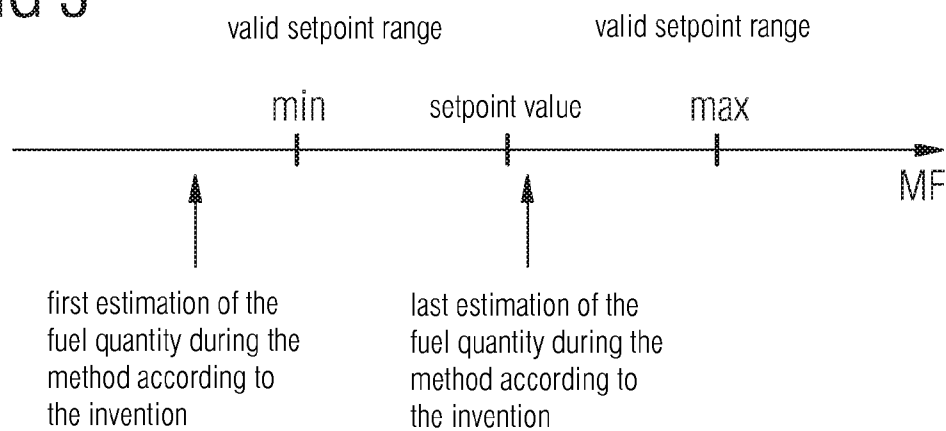 valid setpoint range valid setpoint range
min setpoint value max
MF
first estimation of the
fuel quantity during the
method according to
the invention
last estimation of the
fuel quantity during the
method according to
the invention